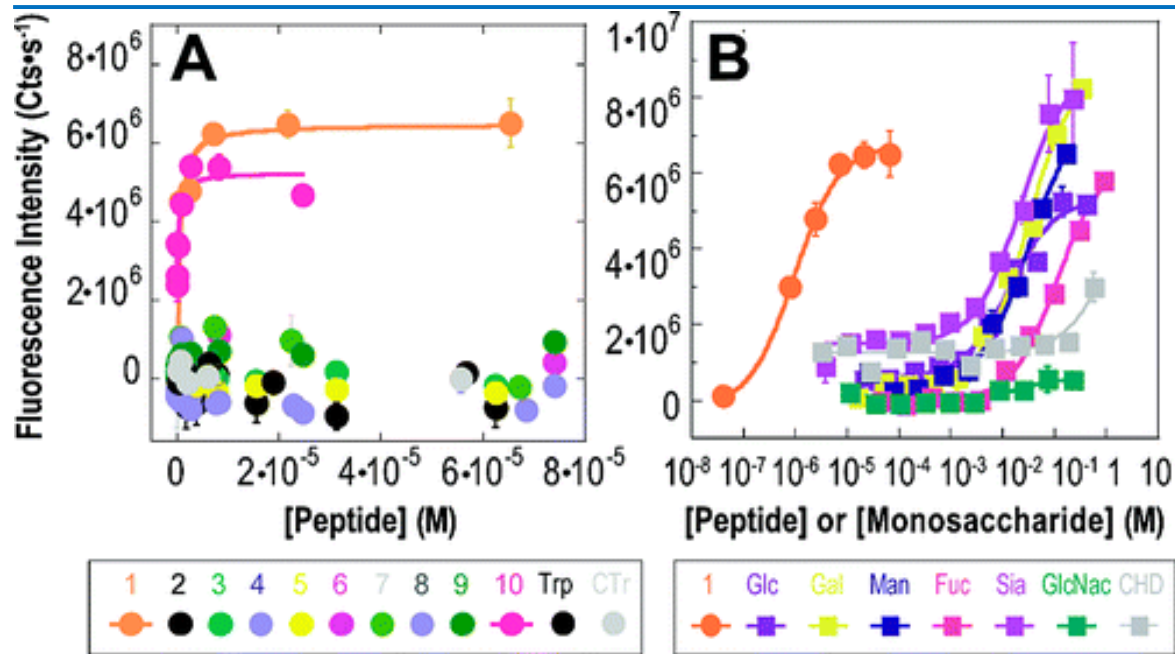 A
B
Fluorescence Intensity (Cts•s⁻¹)
8•10⁶
6•10⁶
4•10⁶
2•10⁶
0
0
2•10⁻⁵
4•10⁻⁵
6•10⁻⁵
8•10⁻⁵
[Peptide] (M)
1•10⁷
8•10⁶
6•10⁶
4•10⁶
2•10⁶
0
10⁻⁸ 10⁻⁷ 10⁻⁶ 10⁻⁵ 10⁻⁴ 10⁻³ 10⁻² 10⁻¹ 1 10
[Peptide] or [Monosaccharide] (M)
1 2 3 4 5 6 7 8 9 10 Trp CTr
1 Glc Gal Man Fuc Sia GlcNac CHD